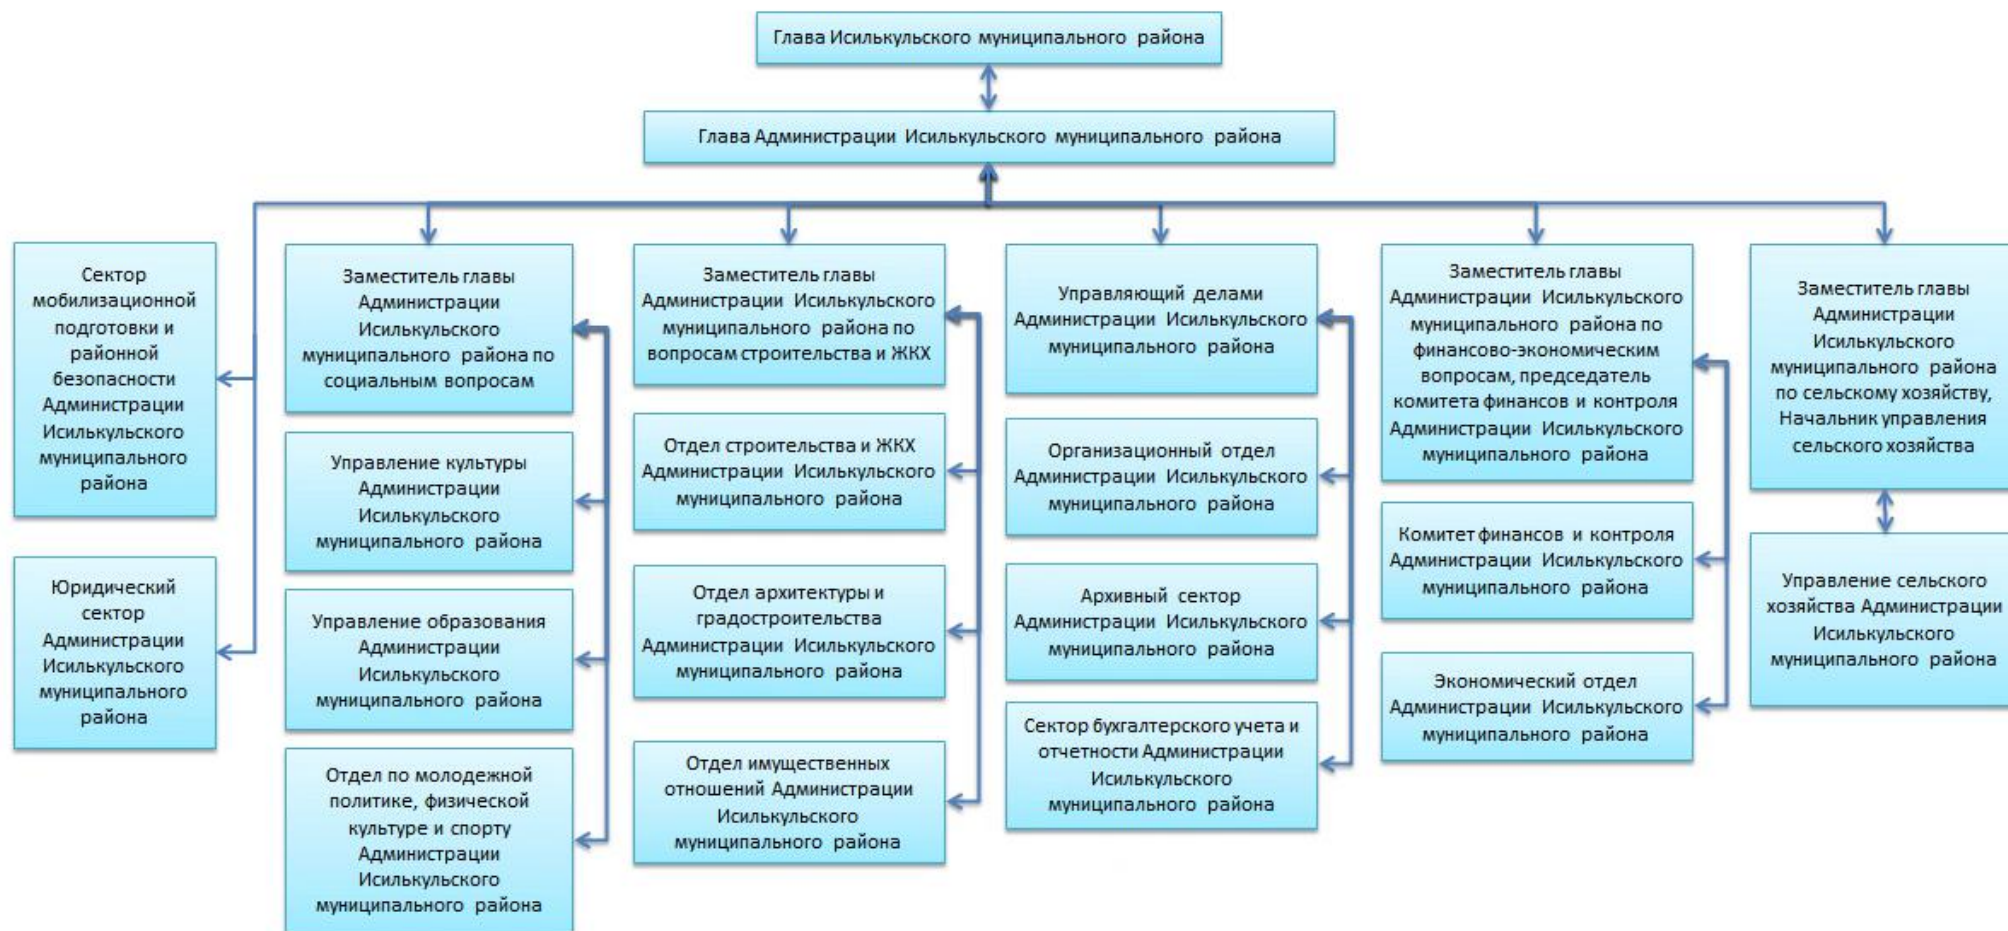 Глава Исилькульского муниципального района
Глава Администрации Исилькульского муниципального района
Сектор
мобилизационной
подготовки и
районной
безопасности
Администрации
Исилькульского
муниципального
района
Юридический
сектор
Администрации
Исилькульского
муниципального
района
Заместитель главы
Администрации
Исилькульского
муниципального района по
социальным вопросам
Управление культуры
Администрации
Исилькульского
муниципального района
Управление образования
Администрации
Исилькульского
муниципального района
Отдел по молодежной
политике, физической
культуре и спорту
Администрации
Исилькульского
муниципального района
Заместитель главы
Администрации Исилькульского
муниципального района по
вопросам строительства и ЖКХ
Отдел строительства и ЖКХ
Администрации Исилькульского
муниципального района
Отдел архитектуры и
градостроительства
Администрации Исилькульского
муниципального района
Отдел имущественных
отношений Администрации
Исилькульского
муниципального района
Управляющий делами
Администрации Исилькульского
муниципального района
Организационный отдел
Администрации Исилькульского
муниципального района
Архивный сектор
Администрации Исилькульского
муниципального района
Сектор бухгалтерского учета и
отчетности Администрации
Исилькульского
муниципального района
Заместитель главы
Администрации Исилькульского
муниципального района по
финансово-экономическим
вопросам, председатель
комитета финансов и контроля
Администрации Исилькульского
муниципального района
Комитет финансов и контроля
Администрации Исилькульского
муниципального района
Экономический отдел
Администрации Исилькульского
муниципального района
Заместитель главы
Администрации
Исилькульского
муниципального района
по сельскому хозяйству,
Начальник управления
сельского хозяйства
Управление сельского
хозяйства Администрации
Исилькульского
муниципального района